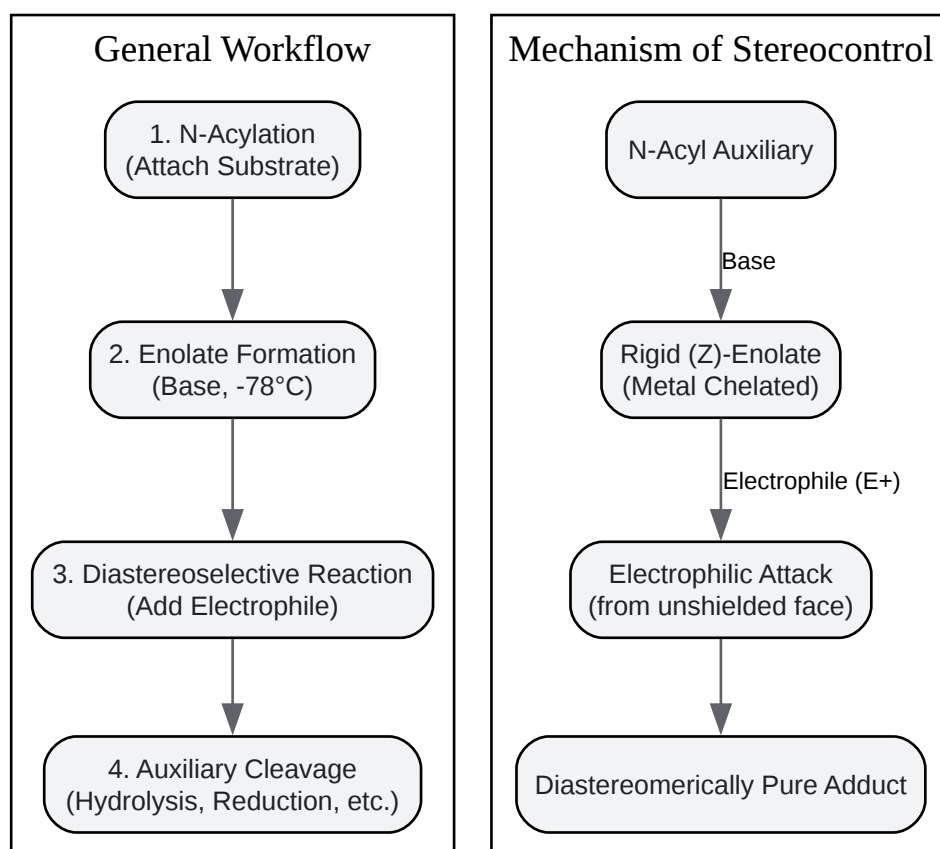 General Workflow
1. N-Acylation
(Attach Substrate)
2. Enolate Formation
(Base, -78°C)
3. Diastereoselective Reaction
(Add Electrophile)
4. Auxiliary Cleavage
(Hydrolysis, Reduction, etc.)
Mechanism of Stereocontrol
N-Acyl Auxiliary
Base
Rigid (Z)-Enolate
(Metal Chelated)
Electrophile (E+)
Electrophilic Attack
(from unshielded face)
Diastereomerically Pure Adduct